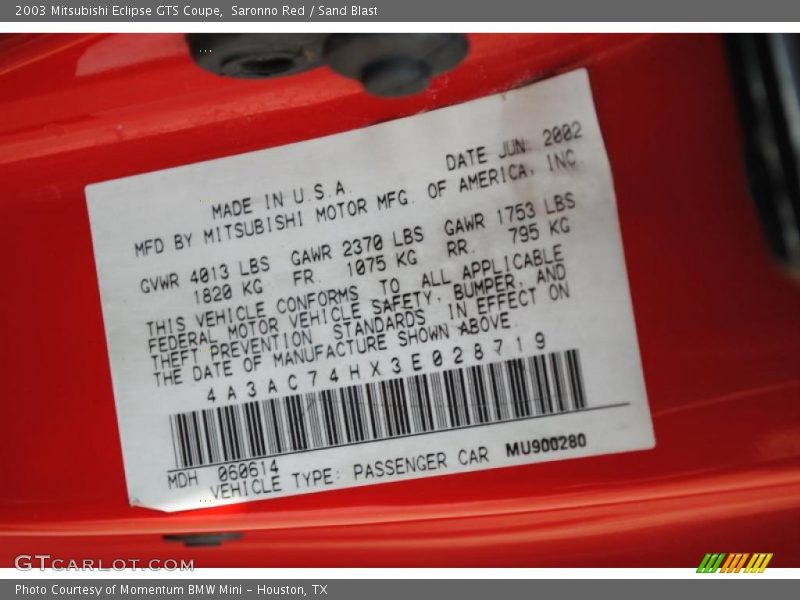 2003 Mitsubishi Eclipse GTS Coupe, Saronno Red / Sand Blast
DATE JUN 2002
MADE IN U.S.A.
MFD BY MITSUBISHI MOTOR MFG. OF AMERICA, INC.
GVWR 4013 LBS GAWR 2370 LBS GAWR 1753 LBS
1820 KG FR. 1075 KG RR. 795 KG
THIS VEHICLE CONFORMS TO ALL APPLICABLE
FEDERAL MOTOR VEHICLE SAFETY, BUMPER, AND
THEFT PREVENTION STANDARDS IN EFFECT ON
THE DATE OF MANUFACTURE SHOWN ABOVE.
4A3AC74HX3E028719
MDH 060614
VEHICLE TYPE: PASSENGER CAR MU900280
GTCARLOT.COM
Photo Courtesy of Momentum BMW Mini - Houston, TX